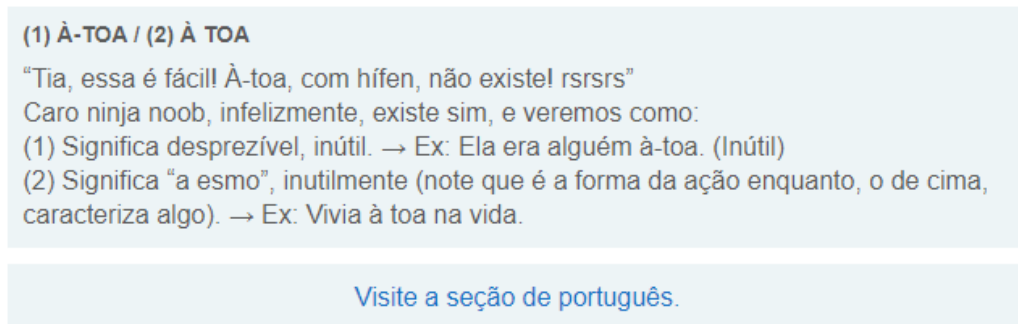 (1) À-TOA / (2) À TOA
“Tia, essa é fácil! À-toa, com hífen, não existe! rsrsrs”
Caro ninja noob, infelizmente, existe sim, e veremos como:
(1) Significa desprezível, inútil. → Ex: Ela era alguém à-toa. (Inútil)
(2) Significa “a esmo”, inutilmente (note que é a forma da ação enquanto, o de cima,
caracteriza algo). → Ex: Vivia à toa na vida.
Visite a seção de português.